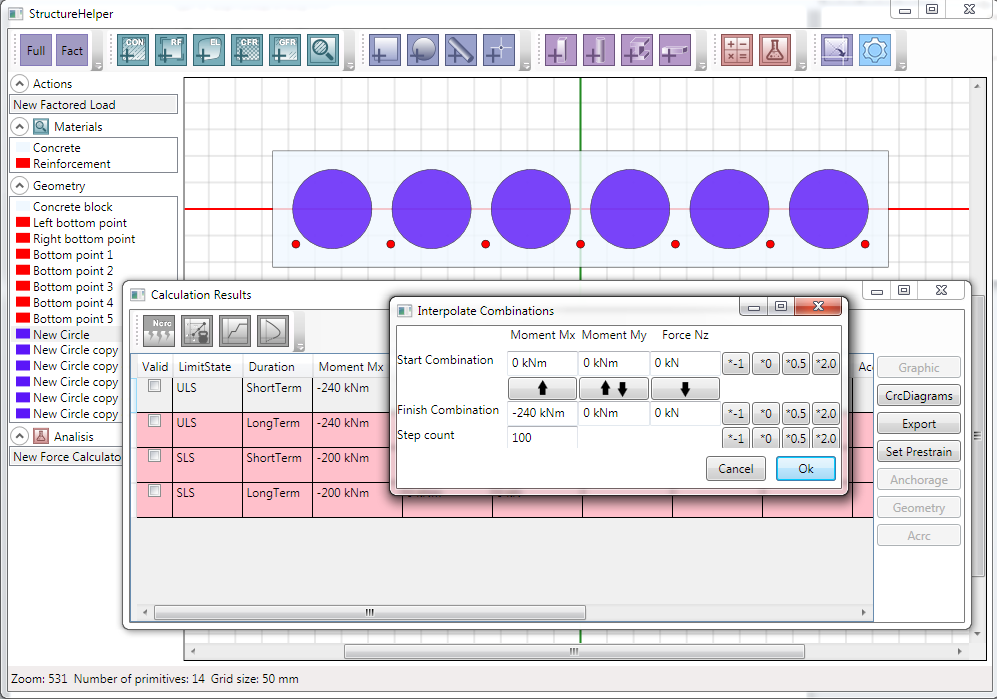 StructureHelper
Full Fact CON RF EL CFR GFR
Actions
New Factored Load
Materials
Concrete
Reinforcement
Geometry
Concrete block
Left bottom point
Right bottom point
Bottom point 1
Bottom point 2
Bottom point 3
Bottom point 4
Bottom point 5
New Circle
New Circle copy
New Circle copy
New Circle copy
New Circle copy
New Circle copy
Analisis
New Force Calculato
Calculation Results
Ncrc
Valid LimitState Duration Moment Mx Acc
ULS ShortTerm -240 kNm
ULS LongTerm -240 kNm
SLS ShortTerm -200 kNm
SLS LongTerm -200 kNm
Graphic
CrcDiagrams
Export
Set Prestrain
Anchorage
Geometry
Acrc
Interpolate Combinations
Moment Mx Moment My Force Nz
Start Combination 0 kNm 0 kNm 0 kN *-1 *0 *0.5 *2.0
Finish Combination -240 kNm 0 kNm 0 kN *-1 *0 *0.5 *2.0
Step count 100 *-1 *0 *0.5 *2.0
Cancel Ok
Zoom: 531 Number of primitives: 14 Grid size: 50 mm